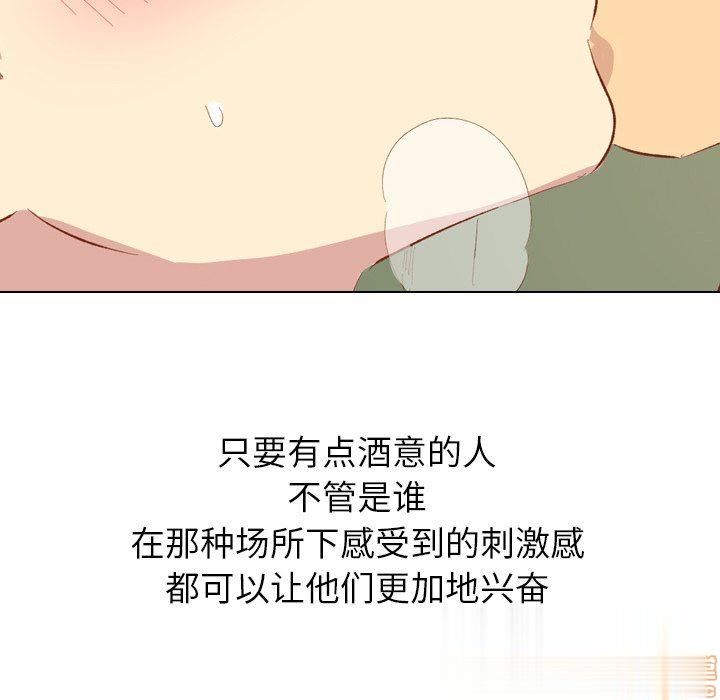 只要有点酒意的人
不管是谁
在那种场所下感受到的刺激感
都可以让他们更加地兴奋